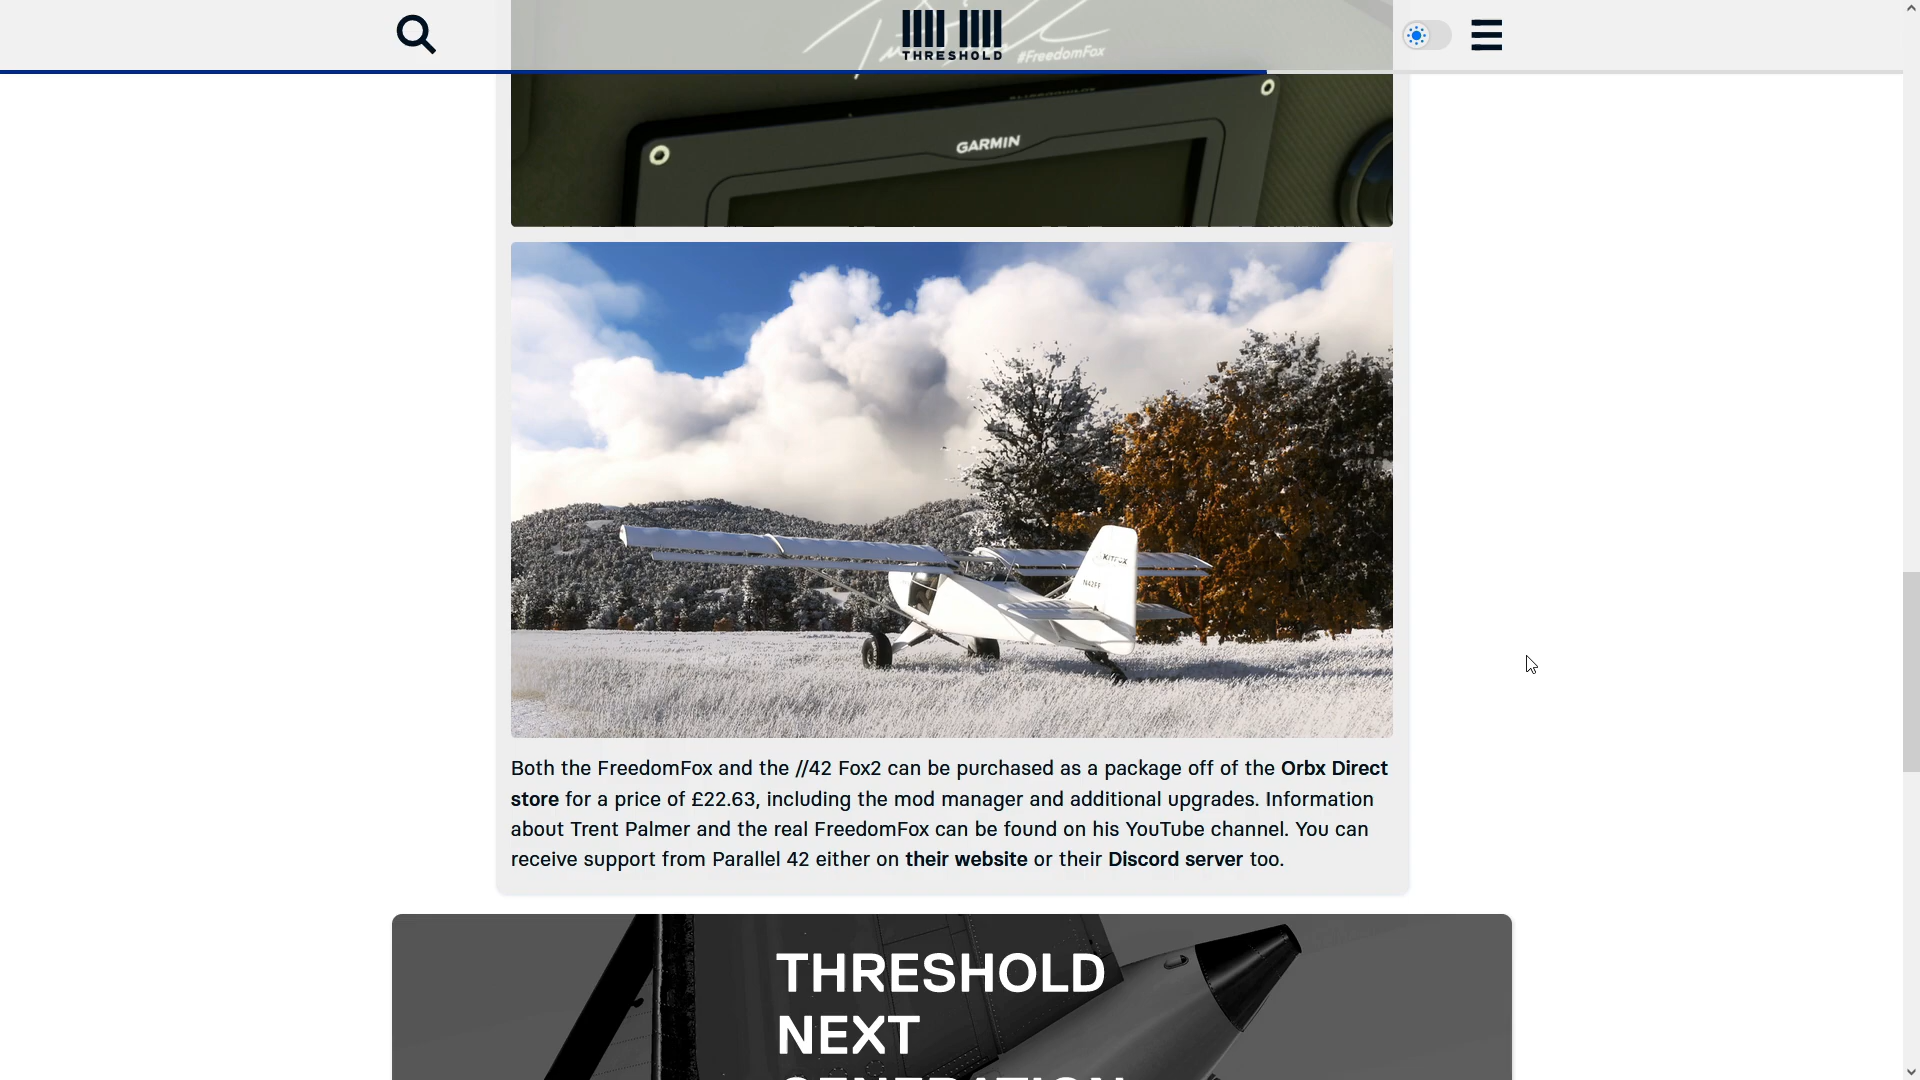 #FreedomFox
THRESHOLD
GARMIN
KITFOX
N42FF
Both the FreedomFox and the //42 Fox2 can be purchased as a package off of the Orbx Direct
store for a price of £22.63, including the mod manager and additional upgrades. Information
about Trent Palmer and the real FreedomFox can be found on his YouTube channel. You can
receive support from Parallel 42 either on their website or their Discord server too.
THRESHOLD
NEXT
GENERATION